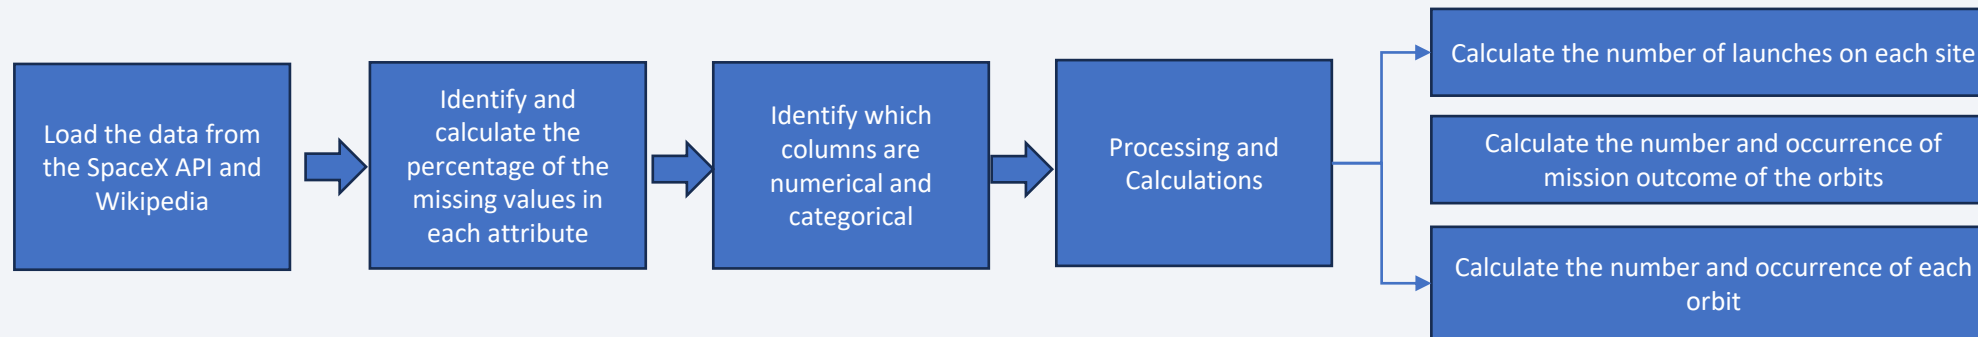 Load the data from
the SpaceX API and
Wikipedia
Identify and
calculate the
percentage of the
missing values in
each attribute
Identify which
columns are
numerical and
categorical
Processing and
Calculations
Calculate the number of launches on each site
Calculate the number and occurrence of
mission outcome of the orbits
Calculate the number and occurrence of each
orbit